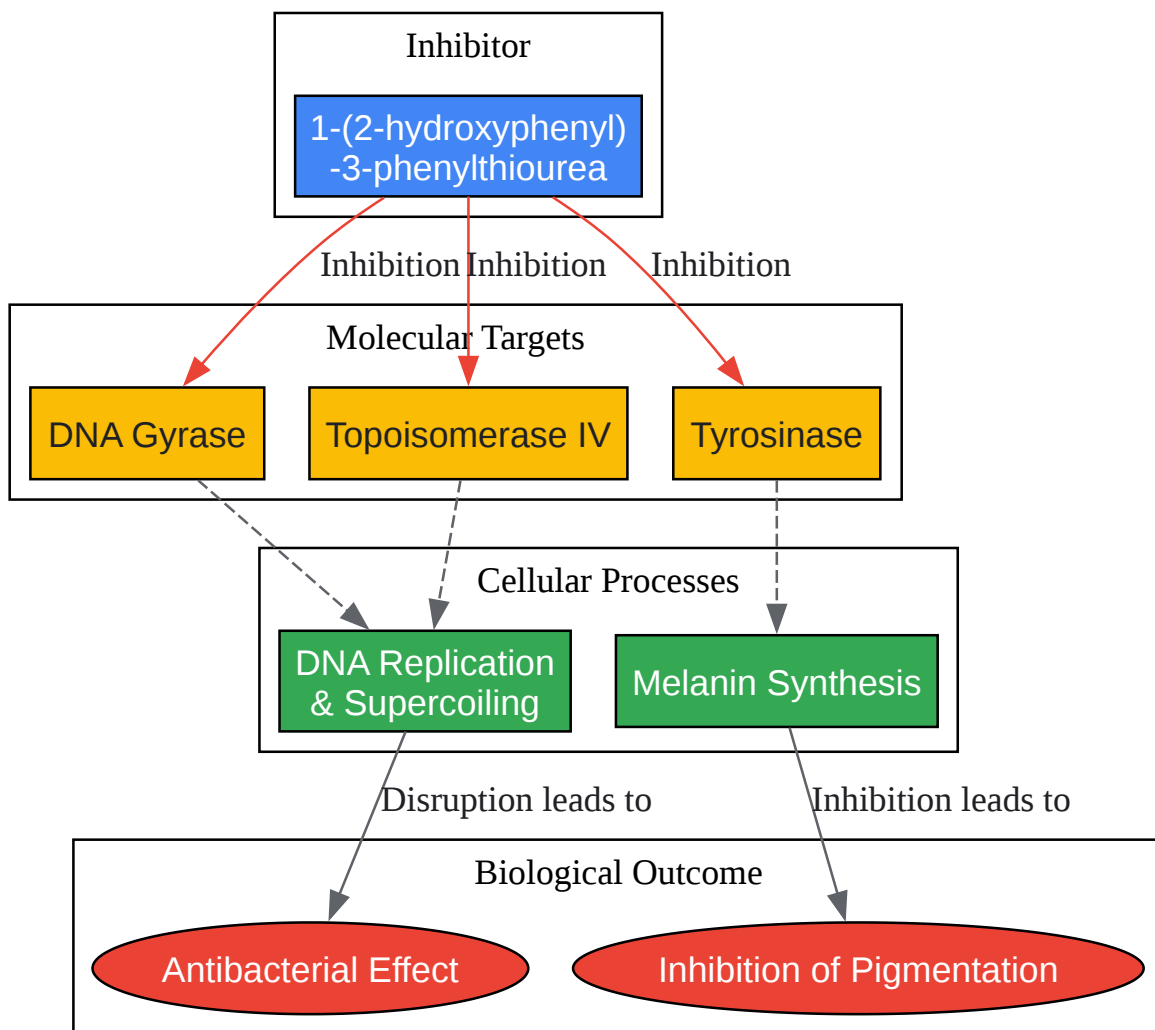 Inhibitor
1-(2-hydroxyphenyl)
-3-phenylthiourea
Inhibition
Inhibition
Inhibition
Molecular Targets
DNA Gyrase
Topoisomerase IV
Tyrosinase
Cellular Processes
DNA Replication
& Supercoiling
Melanin Synthesis
Disruption leads to
Inhibition leads to
Biological Outcome
Antibacterial Effect
Inhibition of Pigmentation